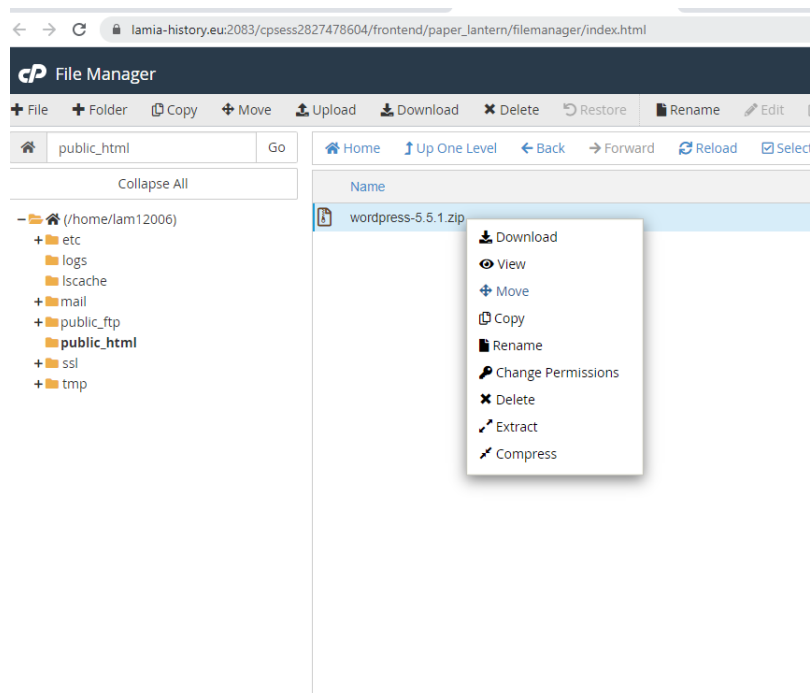 lamia-history.eu:2083/cpsess2827478604/frontend/paper_lantern/filemanager/index.html
cP File Manager
File Folder Copy Move Upload Download Delete Restore Rename Edit
public_html Go Home Up One Level Back Forward Reload Select
Collapse All
Name
(/home/lam12006)
wordpress-5.5.1.zip
etc
logs
lscache
mail
public_ftp
public_html
ssl
tmp
Download
View
Move
Copy
Rename
Change Permissions
Delete
Extract
Compress